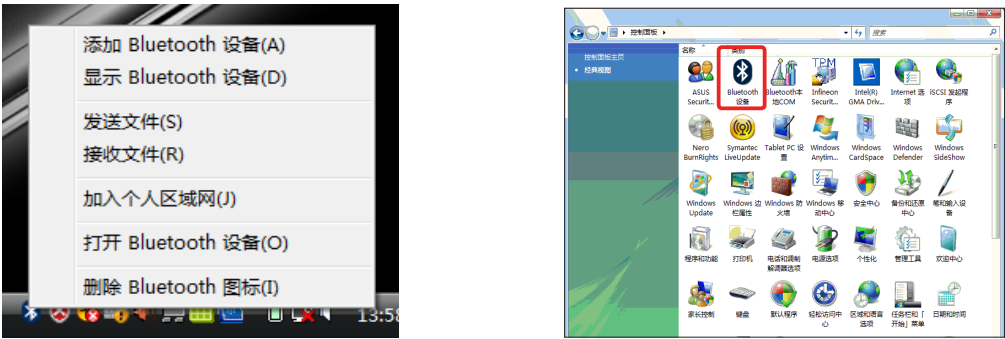 添加 Bluetooth 设备(A)
显示 Bluetooth 设备(D)
发送文件(S)
接收文件(R)
加入个人区域网(J)
打开 Bluetooth 设备(O)
删除 Bluetooth 图标(I)
13:58
控制面板
搜索
控制面板主页
经典视图
名称 类别
ASUS Securit...
Bluetooth 设备
Bluetooth本地COM
TPM
Infineon Securit...
Intel(R) GMA Driv...
Internet 选项
iSCSI 发起程序
Nero BurnRights
Symantec LiveUpdate
Tablet PC 设置
Windows Anytim...
Windows CardSpace
Windows Defender
Windows SideShow
Windows Update
Windows 边栏属性
Windows 防火墙
Windows 移动中心
安全中心
备份和还原中心
笔和输入设备
程序和功能
打印机
电话和调制解调器选项
电源选项
个性化
管理工具
欢迎中心
家长控制
键盘
默认程序
轻松访问中心
区域和语言选项
任务栏和「开始」菜单
日期和时间